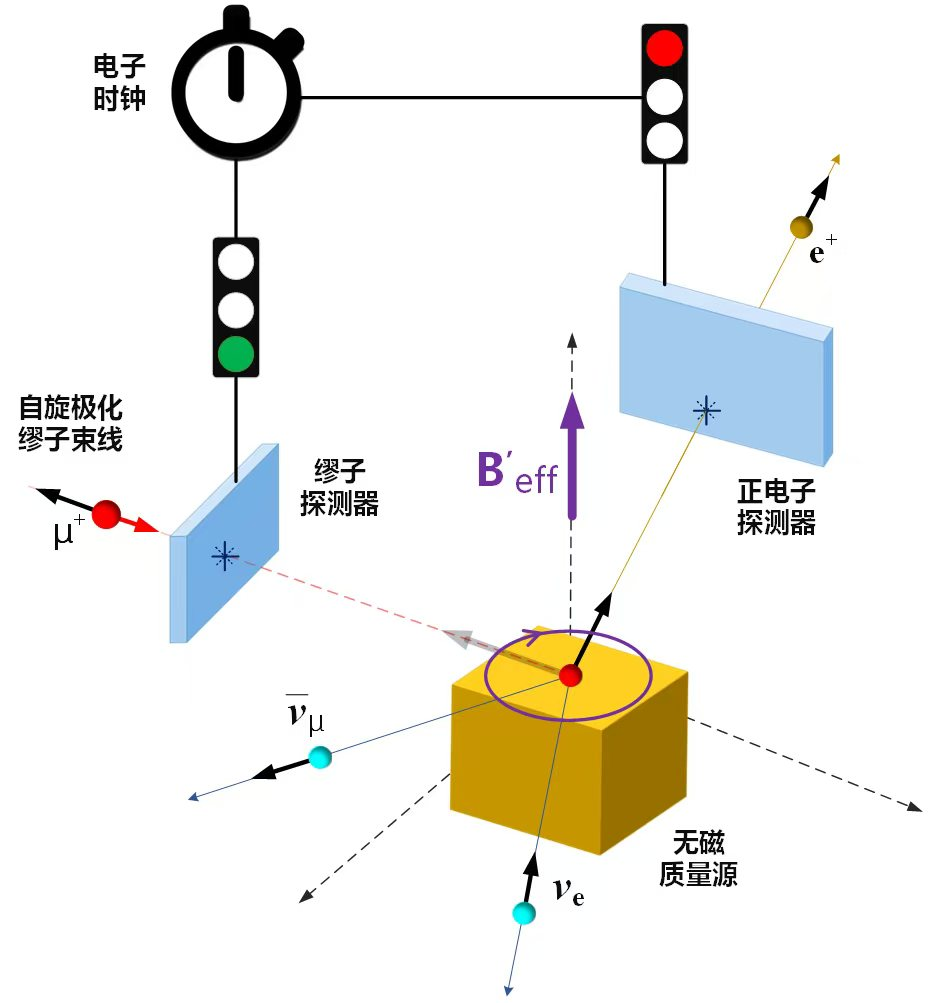 电子
时钟
e⁺
自旋极化
缪子束线
μ⁺
缪子
探测器
B′eff
正电子
探测器
ν̅μ
无磁
质量源
νe